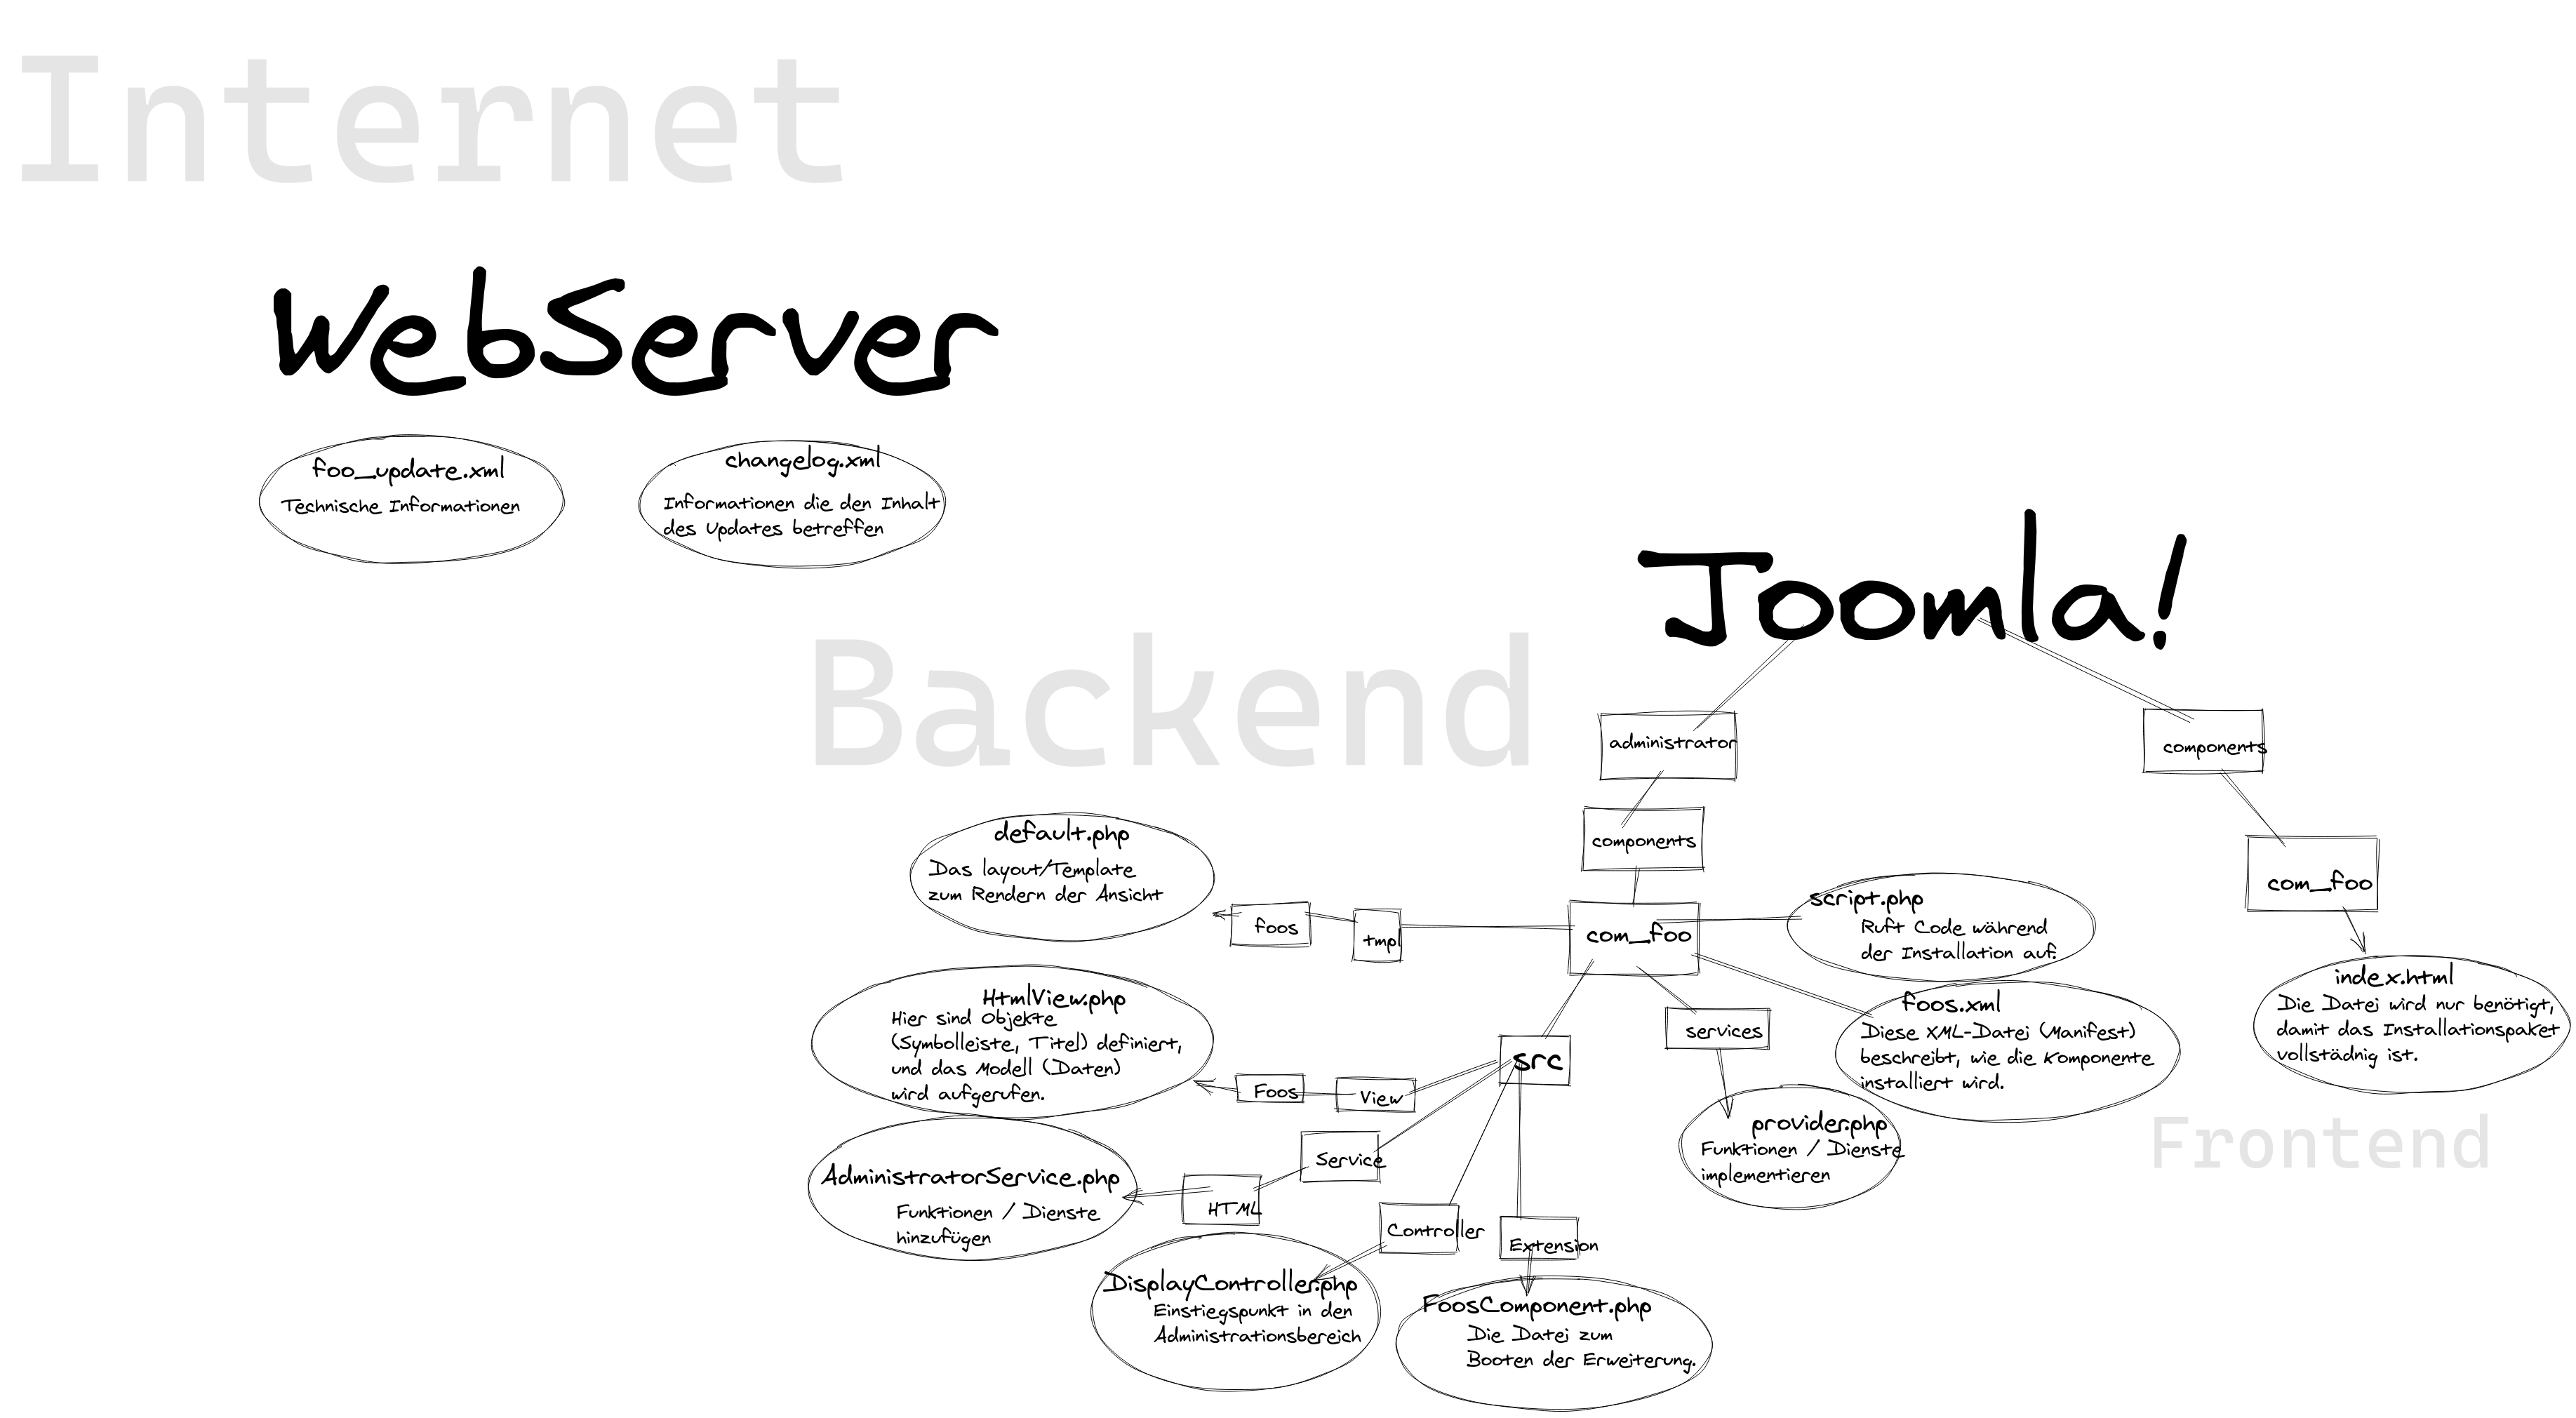 Internet
WebServer
foo_update.xml
Technische Informationen
changelog.xml
Informationen die den Inhalt
des Updates betreffen
Joomla!
Backend
administrator
components
components
com_foo
default.php
Das layout/Template
zum Rendern der Ansicht
foos
tmpl
com_foo
script.php
Ruft Code während
der Installation auf.
index.html
Die Datei wird nur benötigt,
damit das Installationspaket
vollstädnig ist.
HtmlView.php
Hier sind Objekte
(Symbolleiste, Titel) definiert,
und das Modell (Daten)
wird aufgerufen.
Foos
View
src
services
foos.xml
Diese XML-Datei (Manifest)
beschreibt, wie die Komponente
installiert wird.
provider.php
Funktionen / Dienste
implementieren
Frontend
AdministratorService.php
Funktionen / Dienste
hinzufügen
HTML
Service
Controller
Extension
DisplayController.php
Einstiegspunkt in den
Administrationsbereich
FoosComponent.php
Die Datei zum
Booten der Erweiterung.